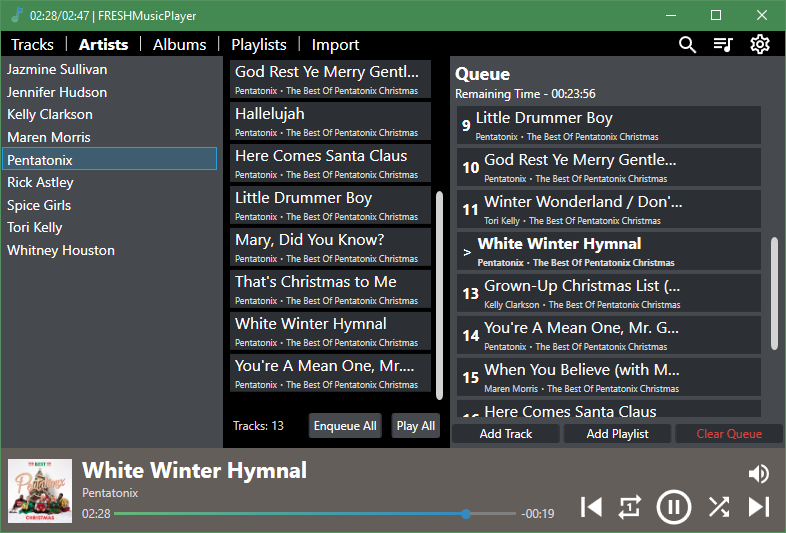 02:28/02:47 | FRESHMusicPlayer
Tracks | Artists | Albums | Playlists | Import
Jazmine Sullivan
Jennifer Hudson
Kelly Clarkson
Maren Morris
Pentatonix
Rick Astley
Spice Girls
Tori Kelly
Whitney Houston
God Rest Ye Merry Gentl...
Pentatonix • The Best Of Pentatonix Christmas
Hallelujah
Pentatonix • The Best Of Pentatonix Christmas
Here Comes Santa Claus
Pentatonix • The Best Of Pentatonix Christmas
Little Drummer Boy
Pentatonix • The Best Of Pentatonix Christmas
Mary, Did You Know?
Pentatonix • The Best Of Pentatonix Christmas
That's Christmas to Me
Pentatonix • The Best Of Pentatonix Christmas
White Winter Hymnal
Pentatonix • The Best Of Pentatonix Christmas
You're A Mean One, Mr....
Pentatonix • The Best Of Pentatonix Christmas
Tracks: 13 Enqueue All Play All
Queue
Remaining Time - 00:23:56
9 Little Drummer Boy
Pentatonix • The Best Of Pentatonix Christmas
10 God Rest Ye Merry Gentle...
Pentatonix • The Best Of Pentatonix Christmas
11 Winter Wonderland / Don'...
Tori Kelly • The Best Of Pentatonix Christmas
> White Winter Hymnal
Pentatonix • The Best Of Pentatonix Christmas
13 Grown-Up Christmas List (...
Kelly Clarkson • The Best Of Pentatonix Christmas
14 You're A Mean One, Mr. G...
Pentatonix • The Best Of Pentatonix Christmas
15 When You Believe (with M...
Maren Morris • The Best Of Pentatonix Christmas
16 Here Comes Santa Claus
Add Track Add Playlist Clear Queue
BEST
Pentatonix
CHRISTMAS
White Winter Hymnal
Pentatonix
02:28 -00:19
1